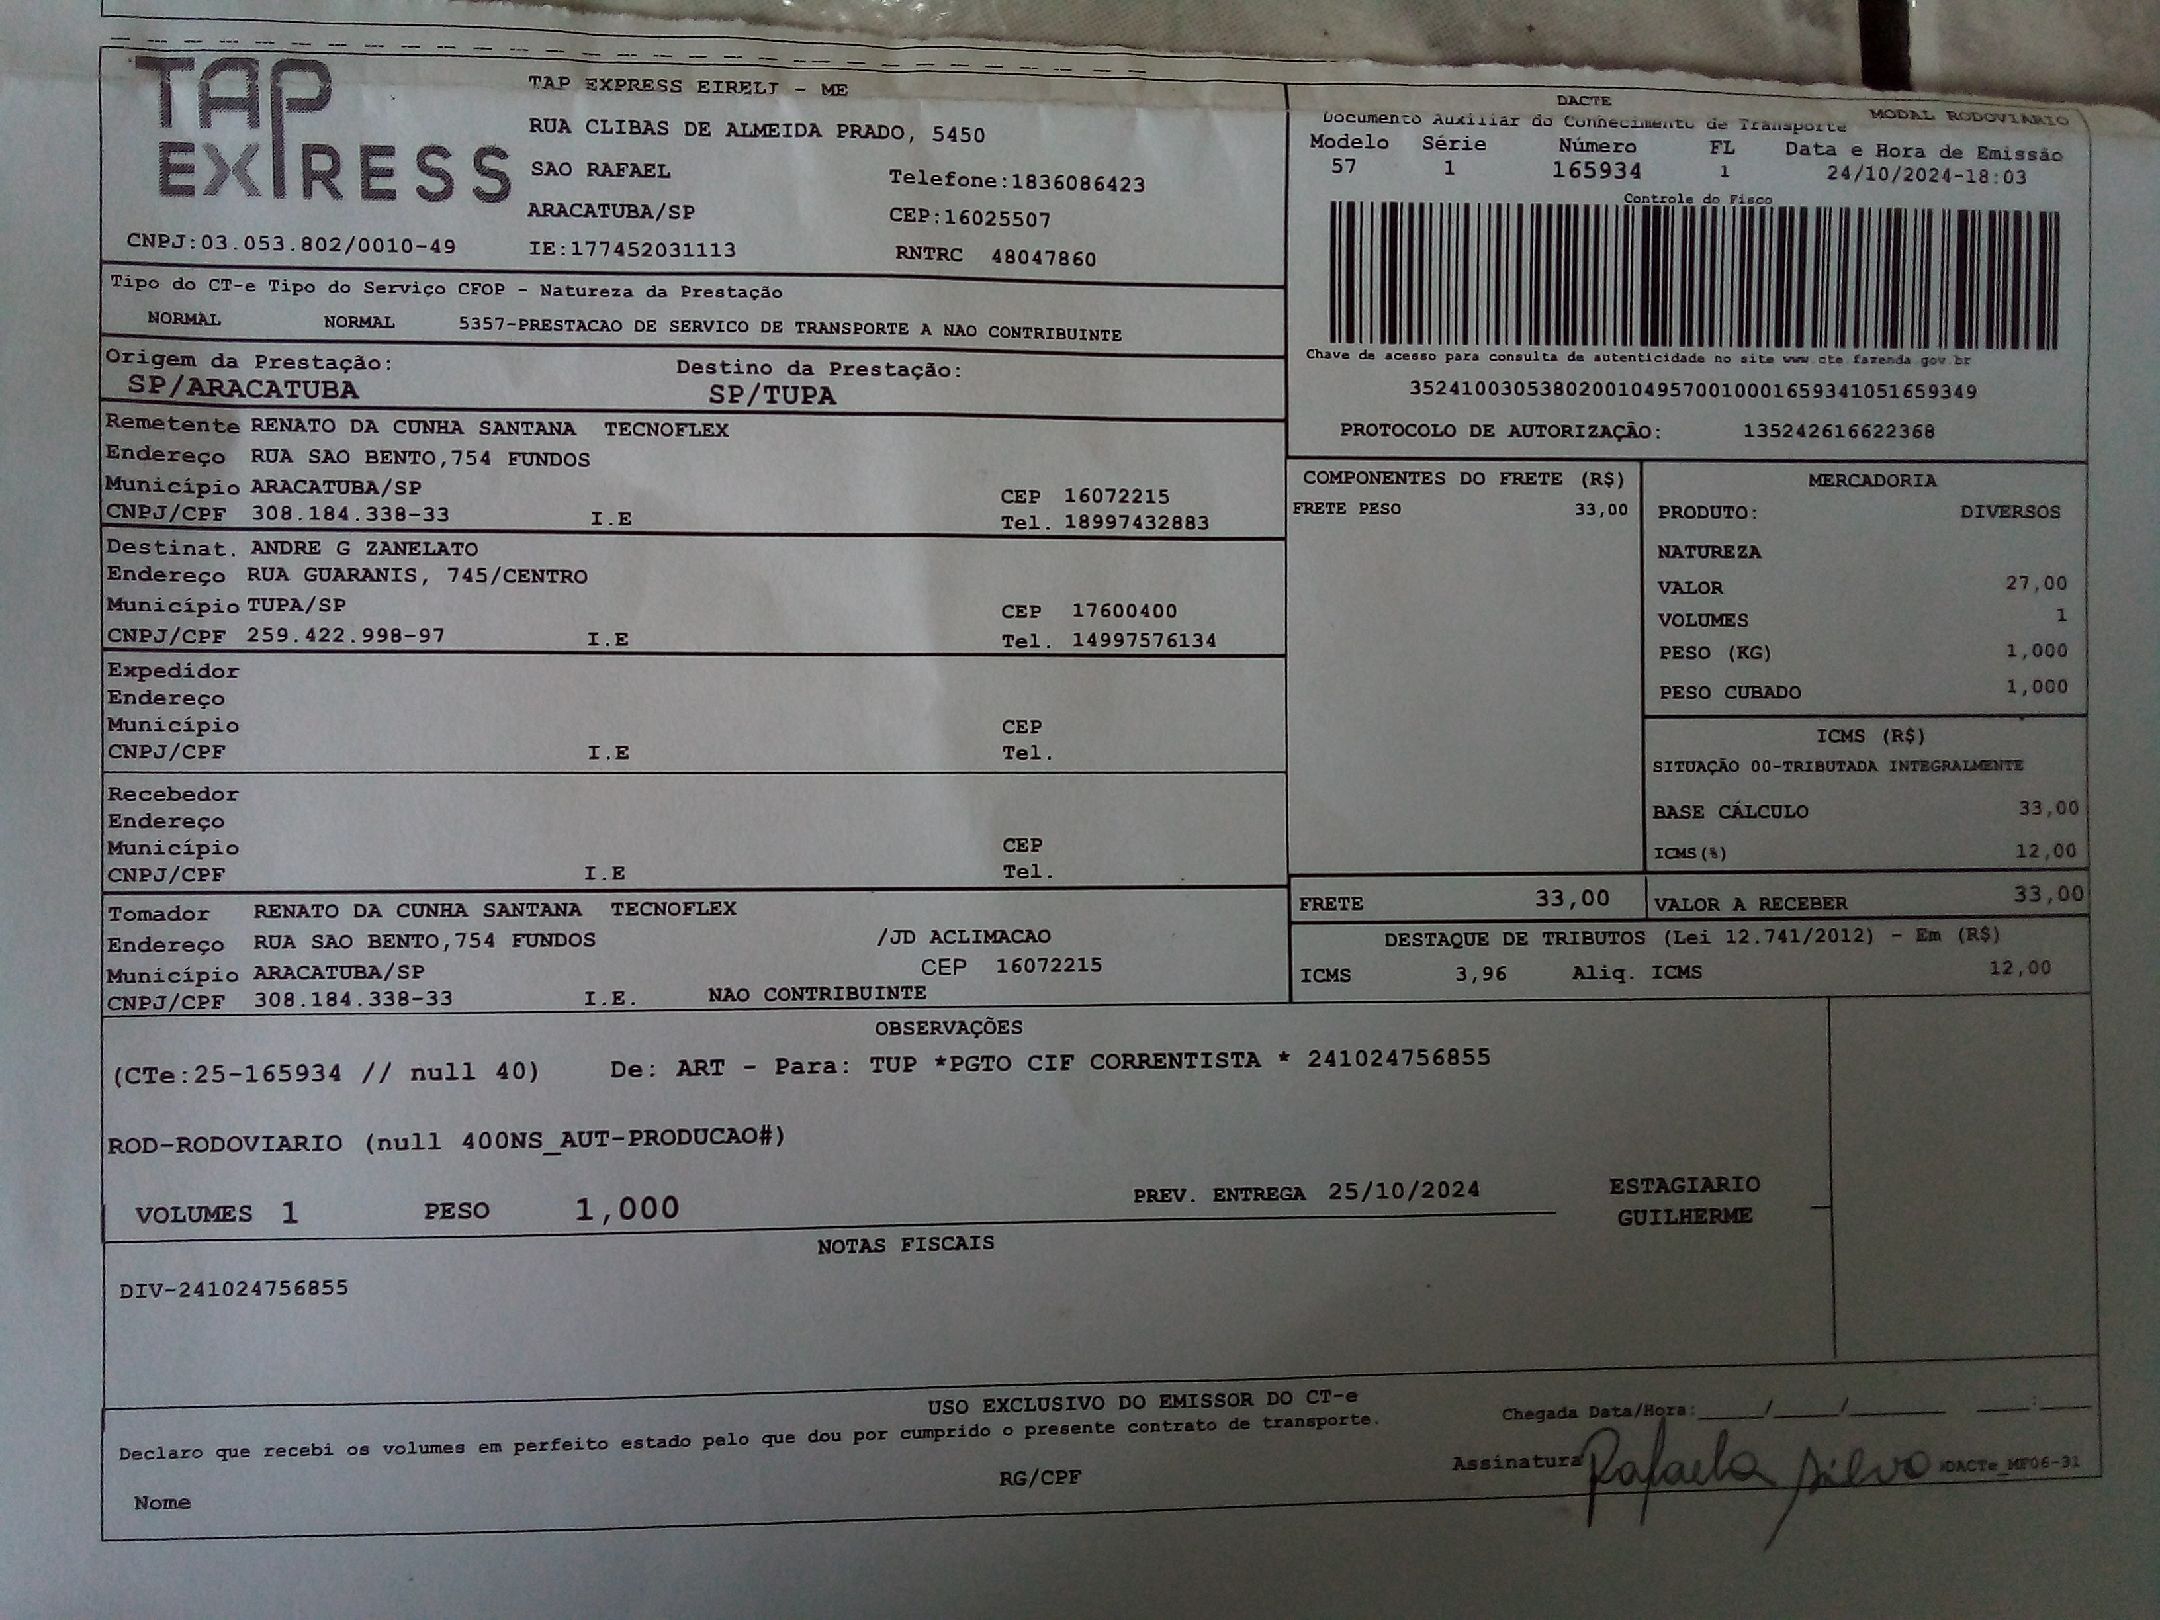 TAP EXPRESS
TAP EXPRESS EIRELI - ME
RUA CLIBAS DE ALMEIDA PRADO, 5450
SAO RAFAEL Telefone:1836086423
ARACATUBA/SP CEP:16025507
CNPJ:03.053.802/0010-49 IE:177452031113 RNTRC 48047860
DACTE
Documento Auxiliar do Conhecimento de Transporte MODAL RODOVIARIO
Modelo Série Número FL Data e Hora de Emissão
57 1 165934 1 24/10/2024-18:03
Controle do Fisco
Chave de acesso para consulta de autenticidade no site www.cte.fazenda.gov.br
35241003053802001049570010001659341051659349
PROTOCOLO DE AUTORIZAÇÃO: 135242616622368
Tipo do CT-e Tipo do Serviço CFOP - Natureza da Prestação
NORMAL NORMAL 5357-PRESTACAO DE SERVICO DE TRANSPORTE A NAO CONTRIBUINTE
Origem da Prestação: Destino da Prestação:
SP/ARACATUBA SP/TUPA
Remetente RENATO DA CUNHA SANTANA TECNOFLEX
Endereço RUA SAO BENTO,754 FUNDOS
Município ARACATUBA/SP CEP 16072215
CNPJ/CPF 308.184.338-33 I.E Tel. 18997432883
Destinat. ANDRE G ZANELATO
Endereço RUA GUARANIS, 745/CENTRO
Município TUPA/SP CEP 17600400
CNPJ/CPF 259.422.998-97 I.E Tel. 14997576134
Expedidor
Endereço
Município CEP
CNPJ/CPF I.E Tel.
Recebedor
Endereço
Município CEP
CNPJ/CPF I.E Tel.
Tomador RENATO DA CUNHA SANTANA TECNOFLEX
Endereço RUA SAO BENTO,754 FUNDOS /JD ACLIMACAO
Município ARACATUBA/SP CEP 16072215
CNPJ/CPF 308.184.338-33 I.E. NAO CONTRIBUINTE
COMPONENTES DO FRETE (R$)
FRETE PESO 33,00
MERCADORIA
PRODUTO: DIVERSOS
NATUREZA
VALOR 27,00
VOLUMES 1
PESO (KG) 1,000
PESO CUBADO 1,000
ICMS (R$)
SITUAÇÃO 00-TRIBUTADA INTEGRALMENTE
BASE CÁLCULO 33,00
ICMS(%) 12,00
FRETE 33,00 VALOR A RECEBER 33,00
DESTAQUE DE TRIBUTOS (Lei 12.741/2012) - Em (R$)
ICMS 3,96 Aliq. ICMS 12,00
OBSERVAÇÕES
(CTe:25-165934 // null 40) De: ART - Para: TUP *PGTO CIF CORRENTISTA * 241024756855
ROD-RODOVIARIO (null 400NS_AUT-PRODUCAO#)
VOLUMES 1 PESO 1,000 PREV. ENTREGA 25/10/2024 ESTAGIARIO
GUILHERME
NOTAS FISCAIS
DIV-241024756855
USO EXCLUSIVO DO EMISSOR DO CT-e
Declaro que recebi os volumes em perfeito estado pelo que dou por cumprido o presente contrato de transporte.
Chegada Data/Hora:____/____/______ ____:____
Nome RG/CPF Assinatura Rafaela Silva DACTe_MF06-31